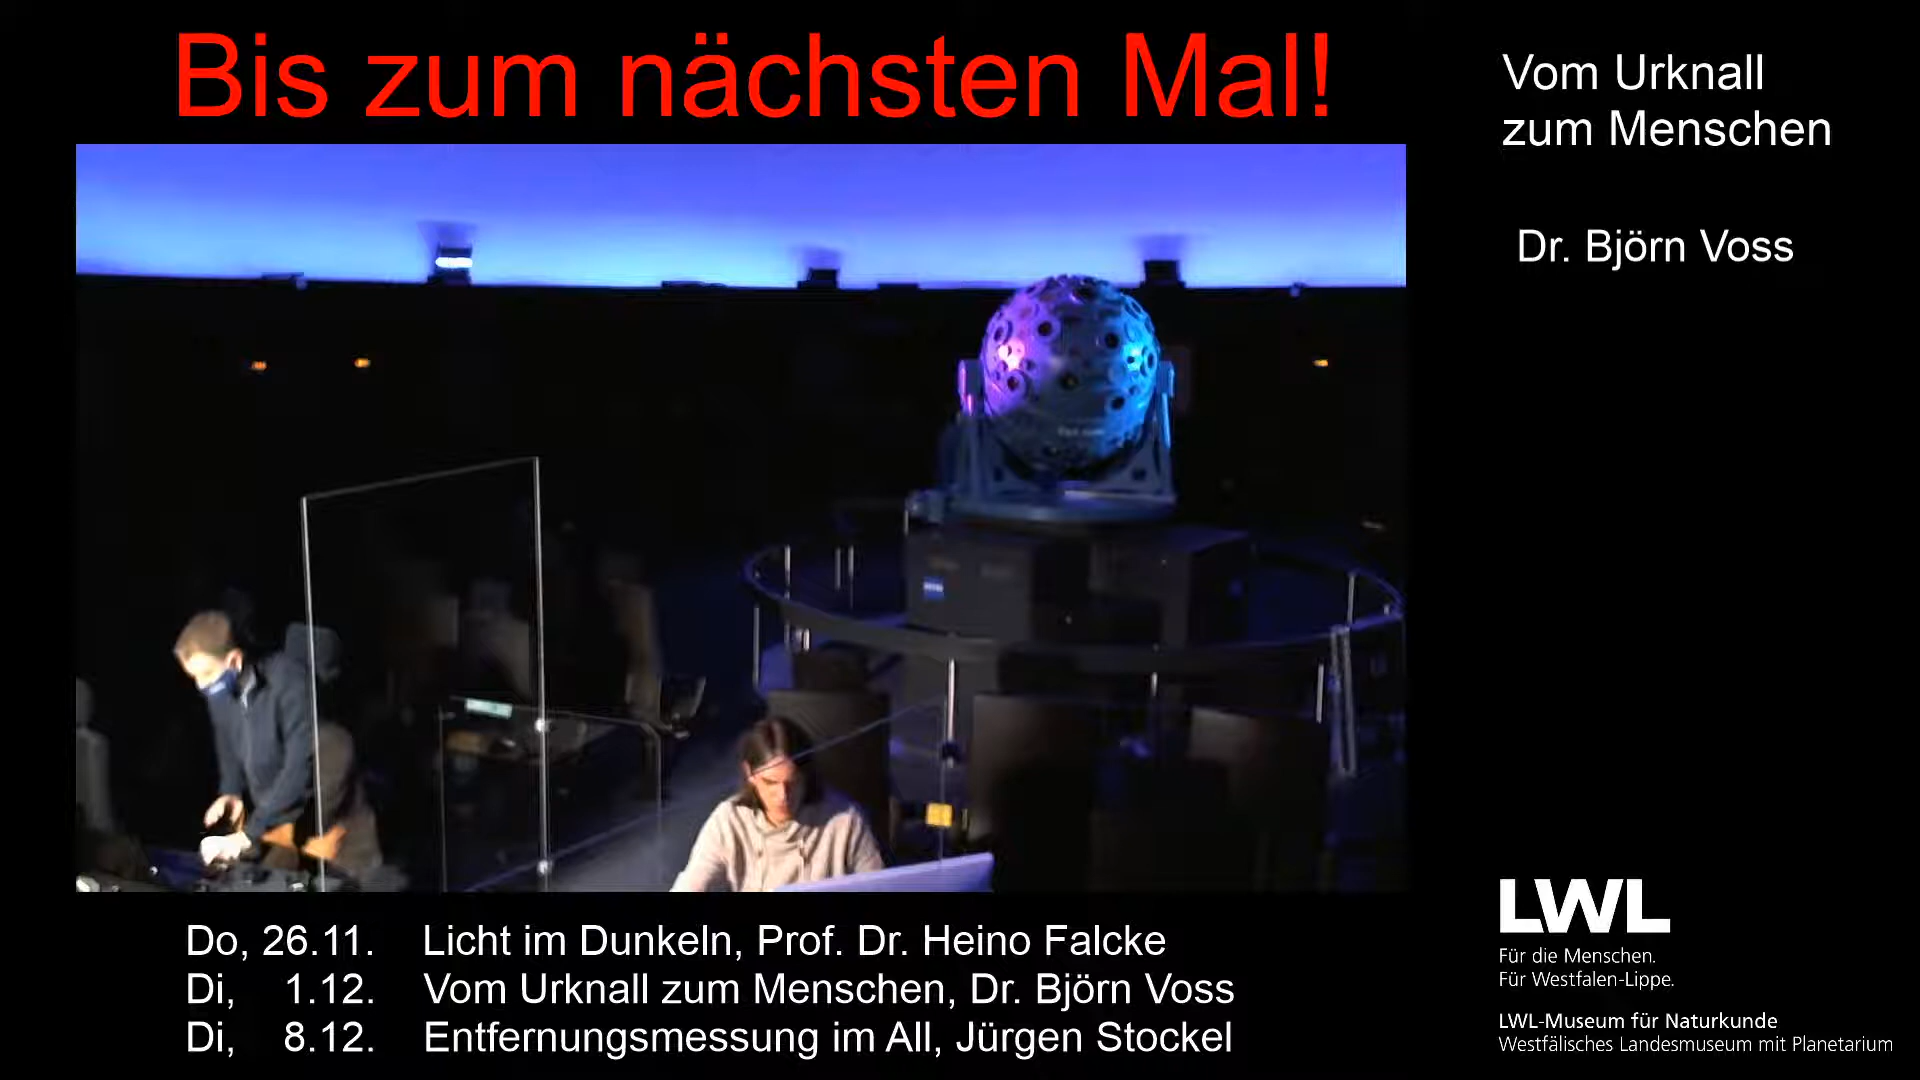 Bis zum nächsten Mal!
Vom Urknall
zum Menschen
Dr. Björn Voss
Do, 26.11. Licht im Dunkeln, Prof. Dr. Heino Falcke
Di, 1.12. Vom Urknall zum Menschen, Dr. Björn Voss
Di, 8.12. Entfernungsmessung im All, Jürgen Stockel
LWL
Für die Menschen.
Für Westfalen-Lippe.
LWL-Museum für Naturkunde
Westfälisches Landesmuseum mit Planetarium